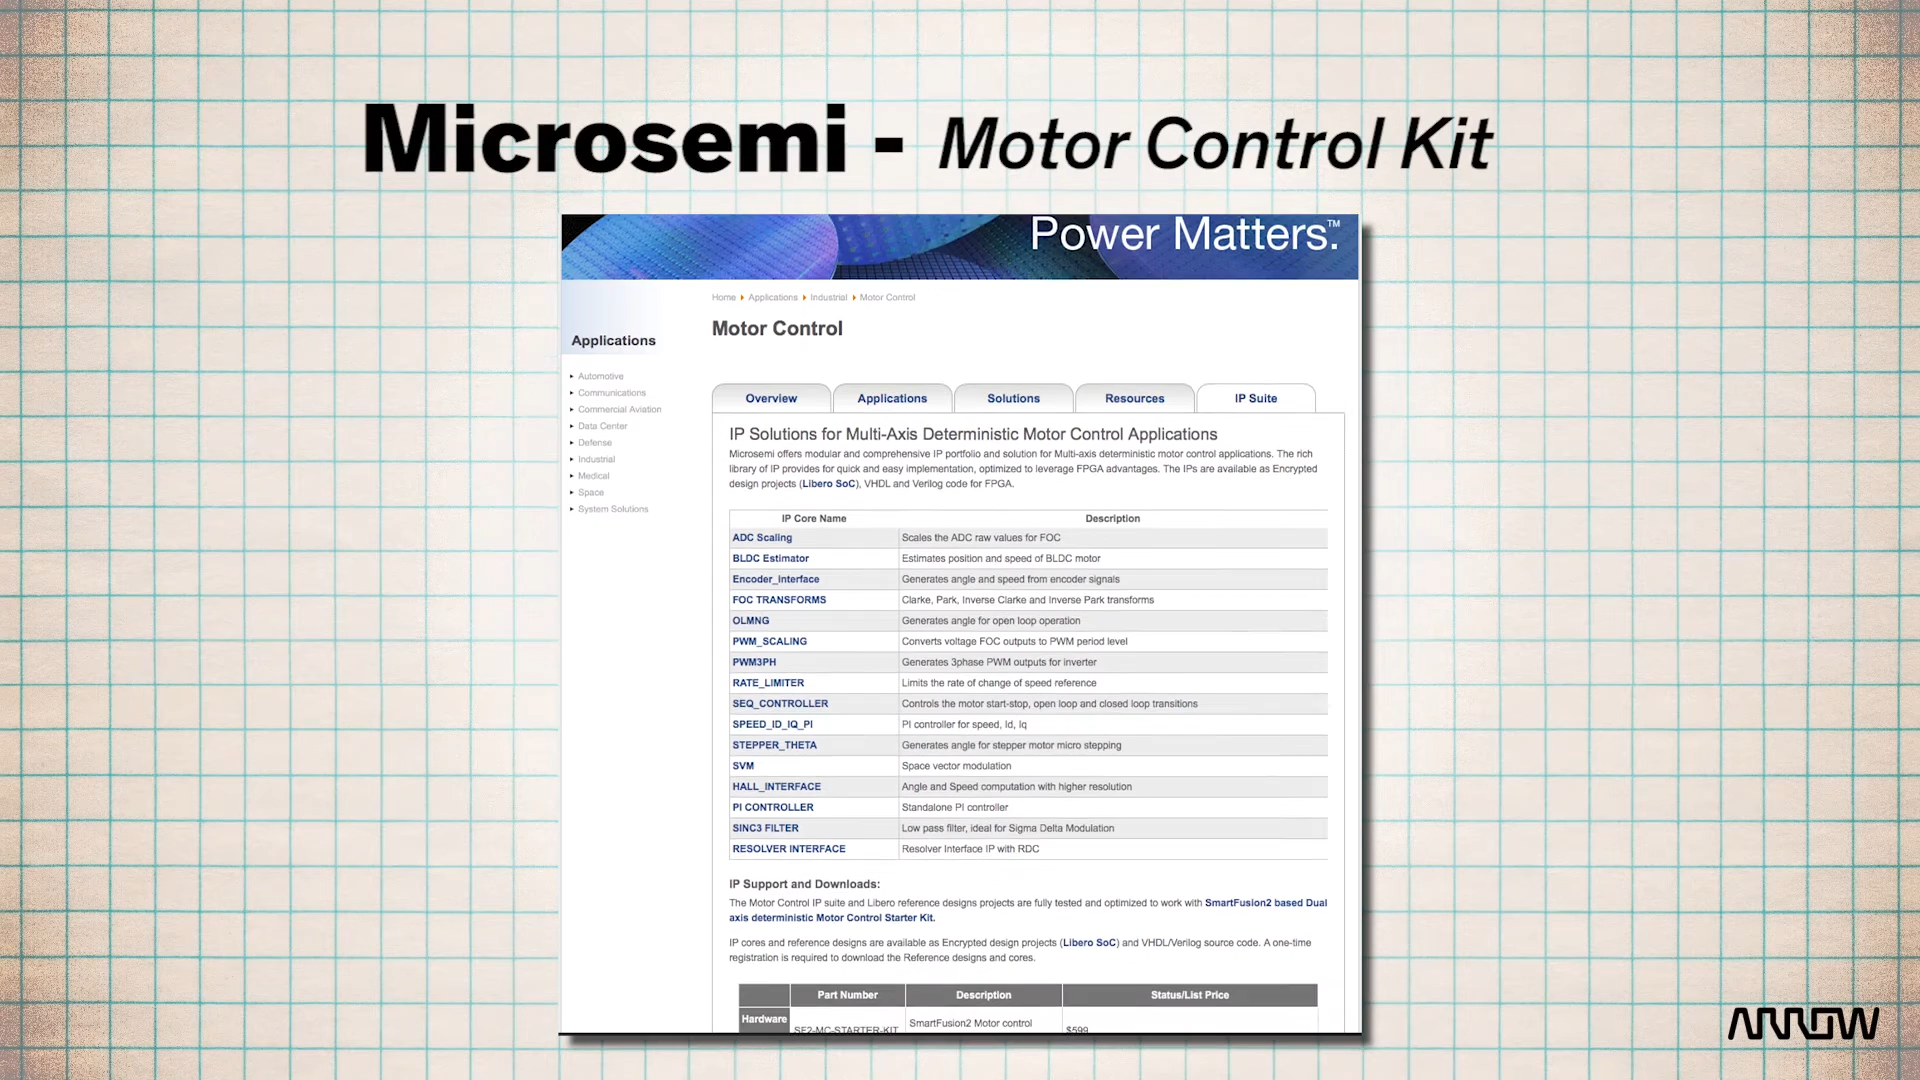 Microsemi - Motor Control Kit
Power Matters.™
Home Applications Industrial Motor Control
Motor Control
Applications
Automotive
Communications
Commercial Aviation
Data Center
Defense
Industrial
Medical
Space
System Solutions
Overview Applications Solutions Resources IP Suite
IP Solutions for Multi-Axis Deterministic Motor Control Applications
Microsemi offers modular and comprehensive IP portfolio and solution for Multi-axis deterministic motor control applications. The rich
library of IP provides for quick and easy implementation, optimized to leverage FPGA advantages. The IPs are available as Encrypted
design projects (Libero SoC), VHDL and Verilog code for FPGA.
IP Core Name Description
ADC Scaling Scales the ADC raw values for FOC
BLDC Estimator Estimates position and speed of BLDC motor
Encoder_interface Generates angle and speed from encoder signals
FOC TRANSFORMS Clarke, Park, Inverse Clarke and Inverse Park transforms
OLMNG Generates angle for open loop operation
PWM_SCALING Converts voltage FOC outputs to PWM period level
PWM3PH Generates 3phase PWM outputs for inverter
RATE_LIMITER Limits the rate of change of speed reference
SEQ_CONTROLLER Controls the motor start-stop, open loop and closed loop transitions
SPEED_ID_IQ_PI PI controller for speed, Id, Iq
STEPPER_THETA Generates angle for stepper motor micro stepping
SVM Space vector modulation
HALL_INTERFACE Angle and Speed computation with higher resolution
PI CONTROLLER Standalone PI controller
SINC3 FILTER Low pass filter, ideal for Sigma Delta Modulation
RESOLVER INTERFACE Resolver Interface IP with RDC
IP Support and Downloads:
The Motor Control IP suite and Libero reference designs projects are fully tested and optimized to work with SmartFusion2 based Dual
axis deterministic Motor Control Starter Kit.
IP cores and reference designs are available as Encrypted design projects (Libero SoC) and VHDL/Verilog source code. A one-time
registration is required to download the Reference designs and cores.
Part Number Description Status/List Price
Hardware SF2-MC-STARTER-KIT SmartFusion2 Motor control $599
ARROW